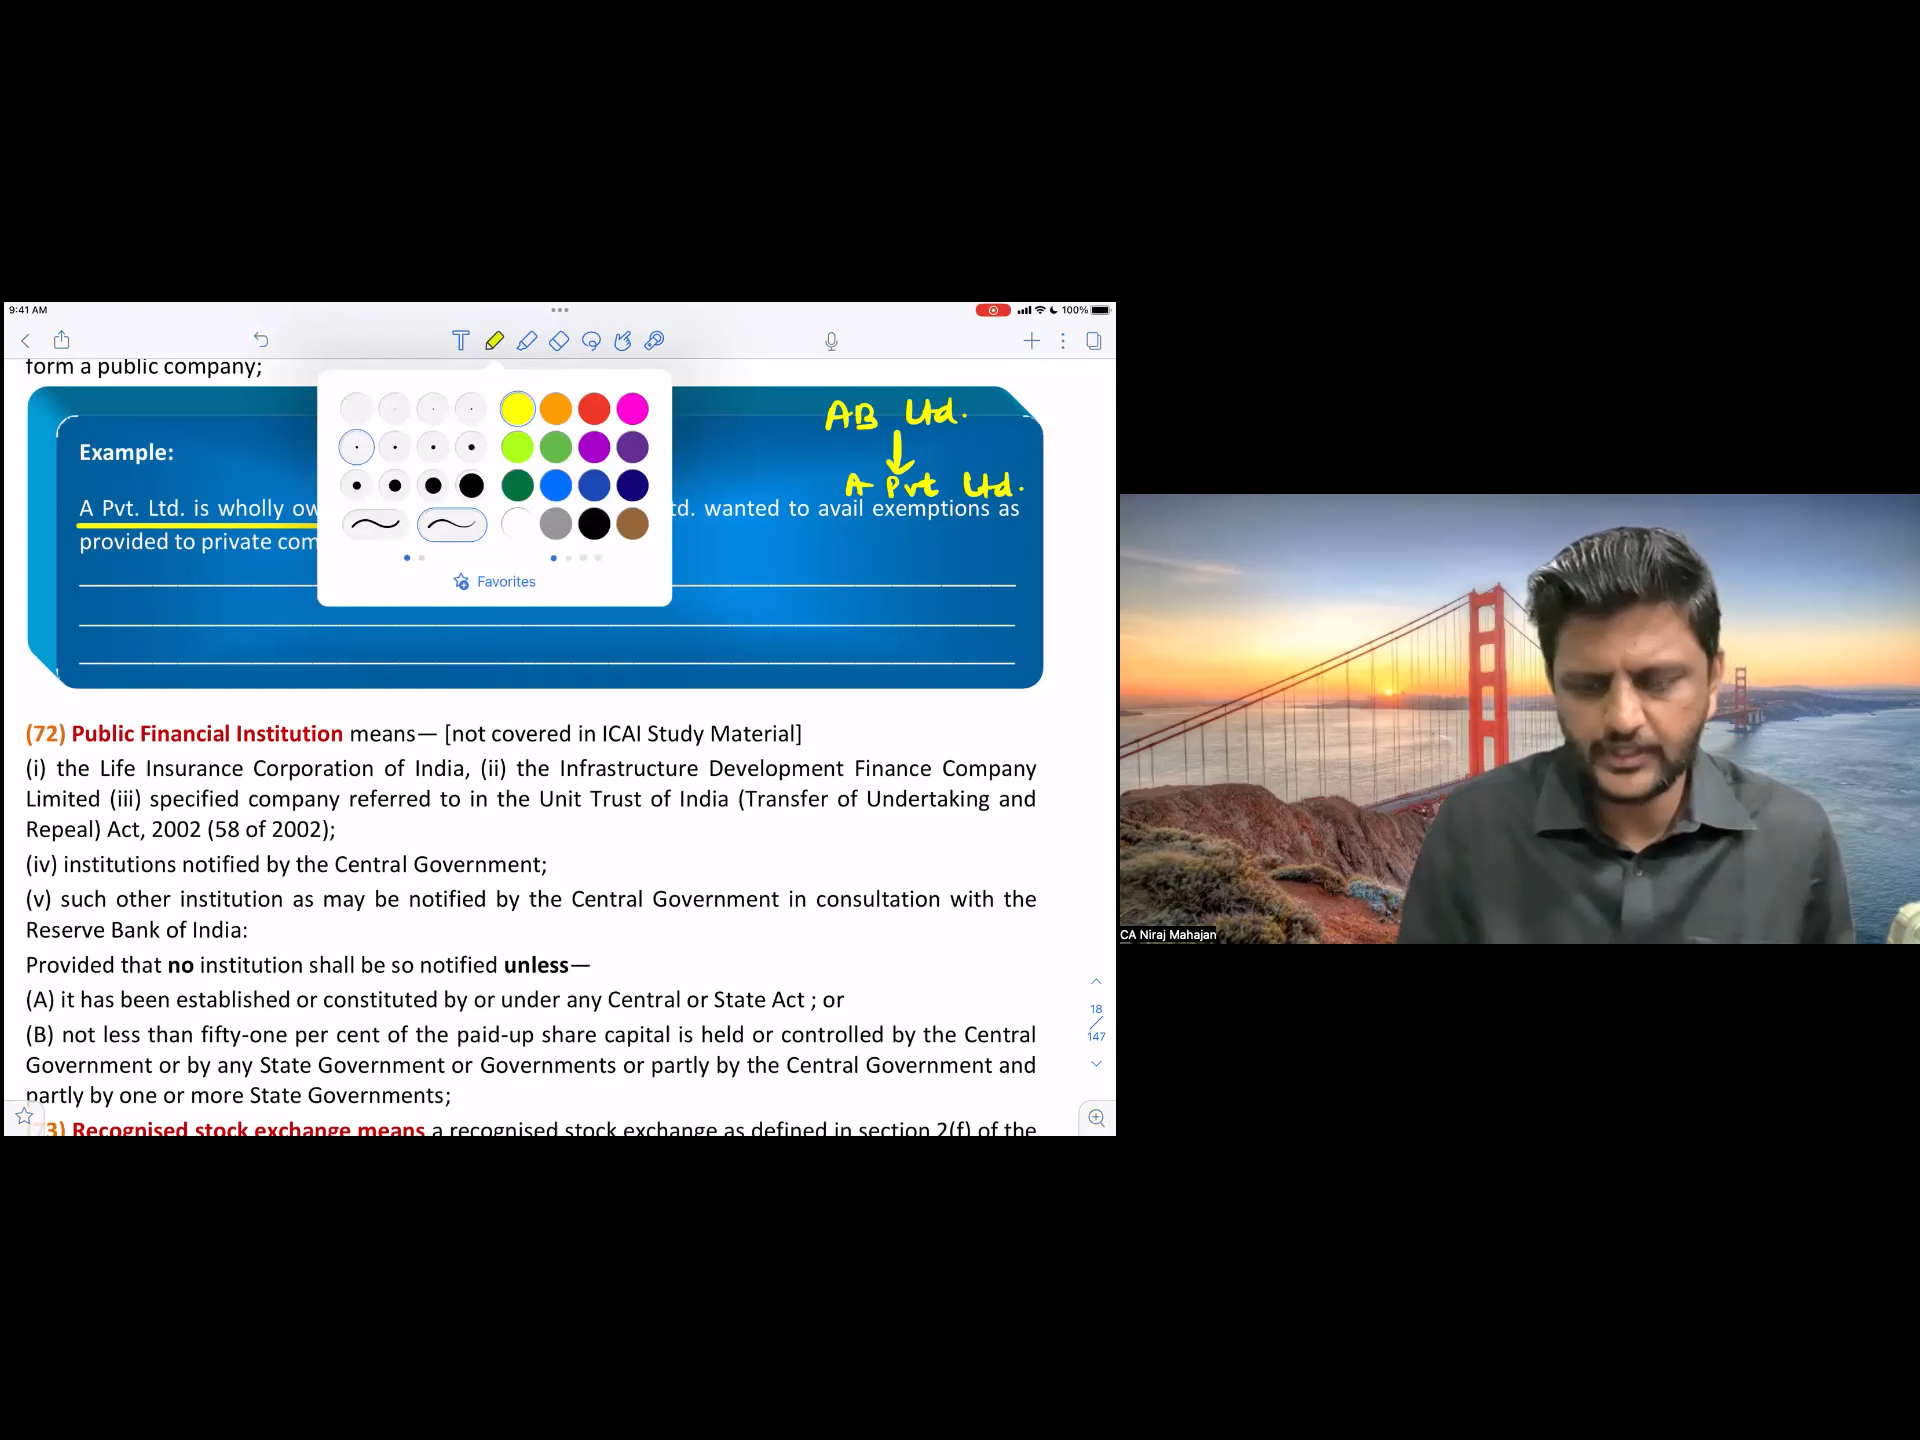 9:41 AM
100%
form a public company;
AB Ltd.
A Pvt Ltd.
Example:
A Pvt. Ltd. is wholly ow td. wanted to avail exemptions as
provided to private com
Favorites
(72) Public Financial Institution means— [not covered in ICAI Study Material]
(i) the Life Insurance Corporation of India, (ii) the Infrastructure Development Finance Company
Limited (iii) specified company referred to in the Unit Trust of India (Transfer of Undertaking and
Repeal) Act, 2002 (58 of 2002);
(iv) institutions notified by the Central Government;
(v) such other institution as may be notified by the Central Government in consultation with the
Reserve Bank of India:
Provided that no institution shall be so notified unless—
(A) it has been established or constituted by or under any Central or State Act ; or
(B) not less than fifty-one per cent of the paid-up share capital is held or controlled by the Central
Government or by any State Government or Governments or partly by the Central Government and
partly by one or more State Governments;
73) Recognised stock exchange means a recognised stock exchange as defined in section 2(f) of the
18
147
CA Niraj Mahajan